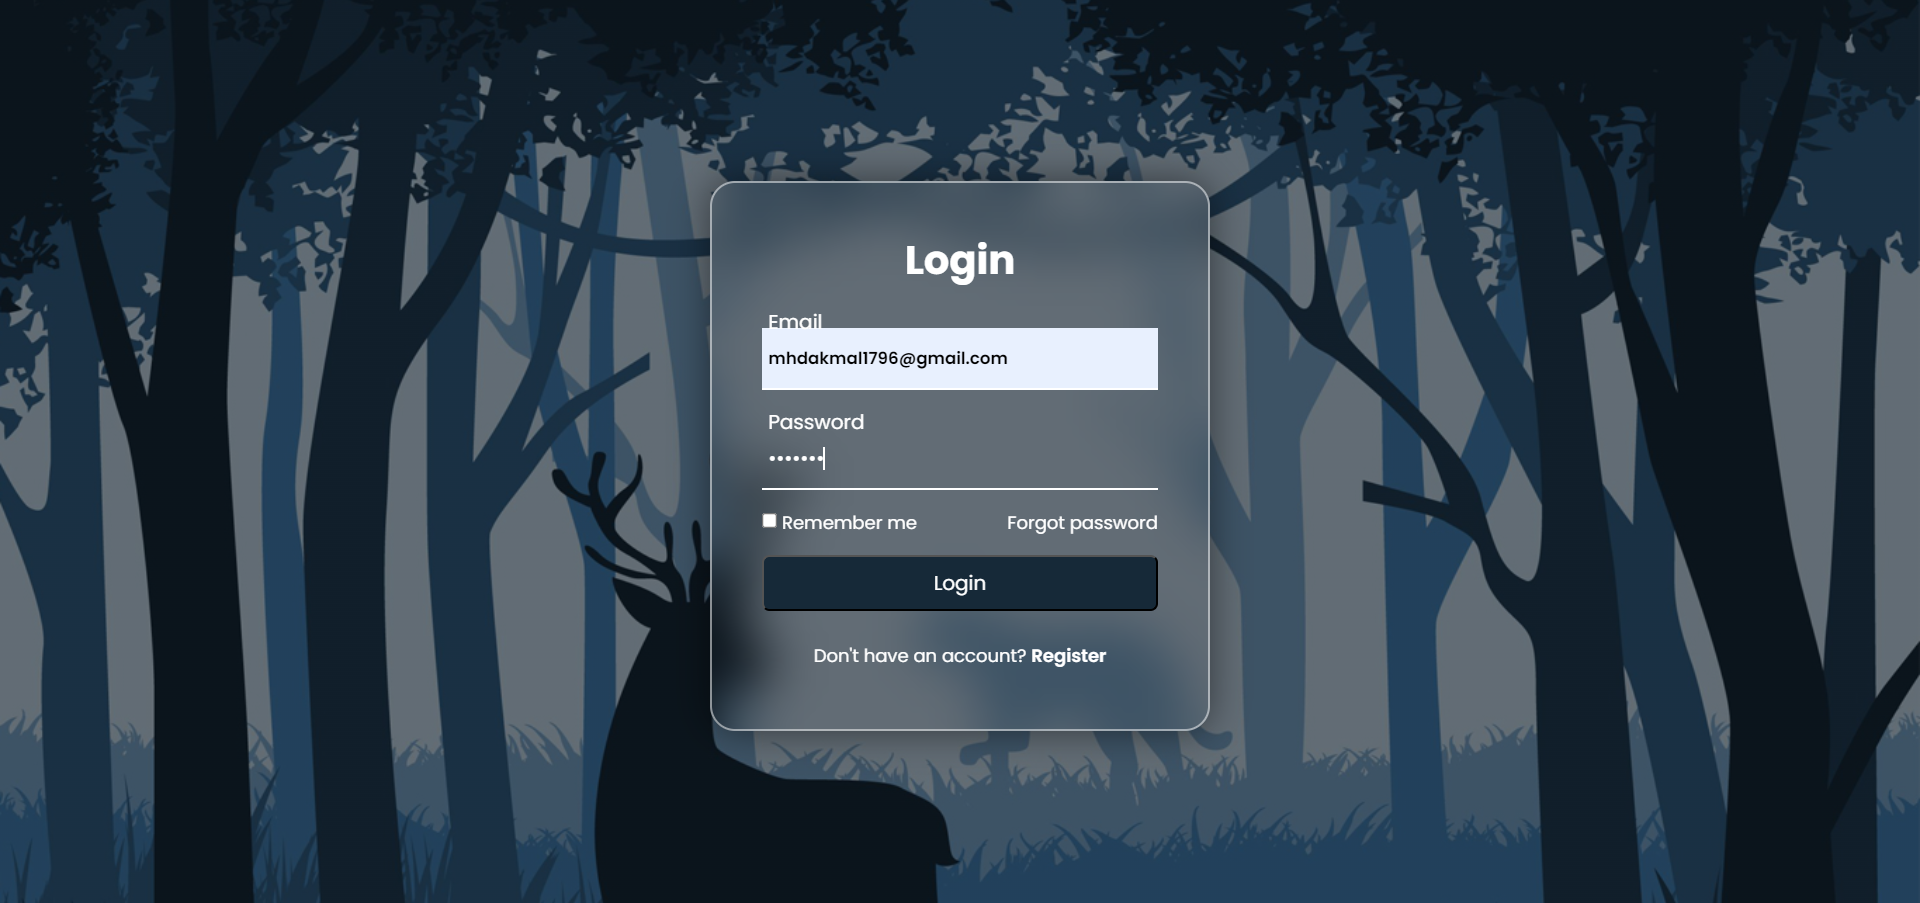 Login
Email
mhdakmal1796@gmail.com
Password
•••••••
Remember me
Forgot password
Login
Don't have an account? Register